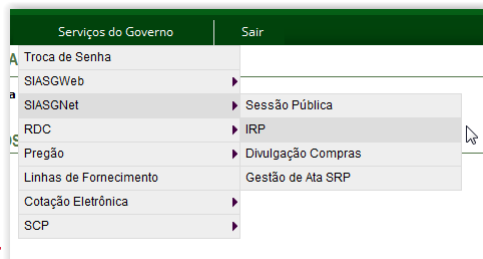 Serviços do Governo
Sair
Troca de Senha
SIASGWeb
SIASGNet
RDC
Pregão
Linhas de Fornecimento
Cotação Eletrônica
SCP
Sessão Pública
IRP
Divulgação Compras
Gestão de Ata SRP